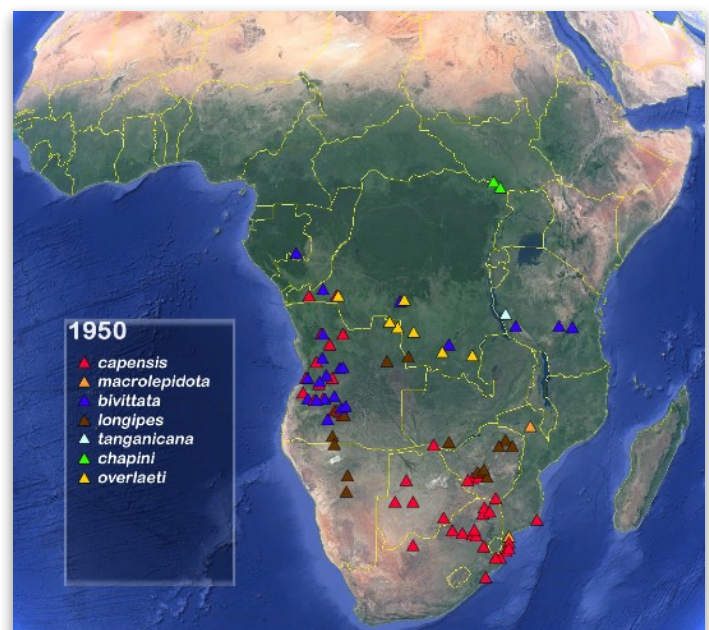 1950
capensis
macrolepidota
bivittata
longipes
tanganicana
chapini
overlaeti